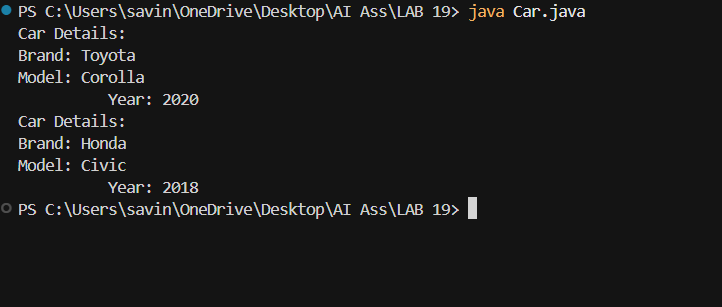 PS C:\Users\savin\OneDrive\Desktop\AI Ass\LAB 19> java Car.java
Car Details:
Brand: Toyota
Model: Corolla
Year: 2020
Car Details:
Brand: Honda
Model: Civic
Year: 2018
PS C:\Users\savin\OneDrive\Desktop\AI Ass\LAB 19>